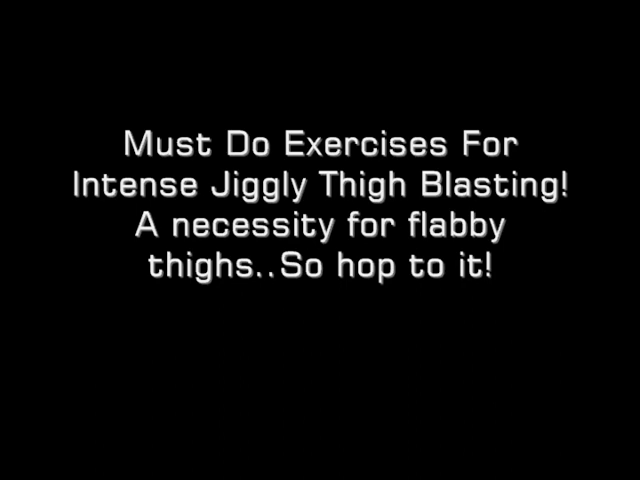 Must Do Exercises For
Intense Jiggly Thigh Blasting!
A necessity for flabby
thighs..So hop to it!